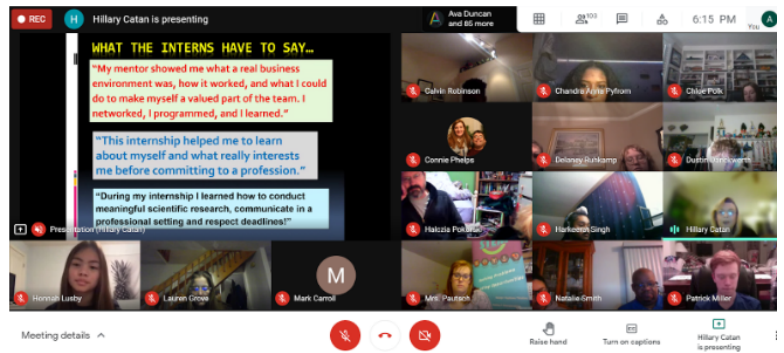 REC
H
Hillary Catan is presenting
Ava Duncan
and 85 more
100
6:15 PM
You
A
WHAT THE INTERNS HAVE TO SAY…
"My mentor showed me what a real business
environment was, how it worked, and what I could
do to make myself a valued part of the team. I
networked, I programmed, and I learned."
"This internship helped me to learn
about myself and what really interests
me before committing to a profession."
"During my internship I learned how to conduct
meaningful scientific research, communicate in a
professional setting and respect deadlines!"
Presentation (Hillary Catan)
Calvin Robinson
Chandra Anne Pyfrom
Chloe Polk
Connie Phelps
Delaney Ruhkamp
Dustin
Harkeerat Singh
Hillary Catan
Hannah Lusby
Lauren Grove
M
Mark Carroll
Mrs. Pautsch
Natalie Smith
Patrick Miller
Meeting details
Raise hand
Turn on captions
Hillary Catan
is presenting